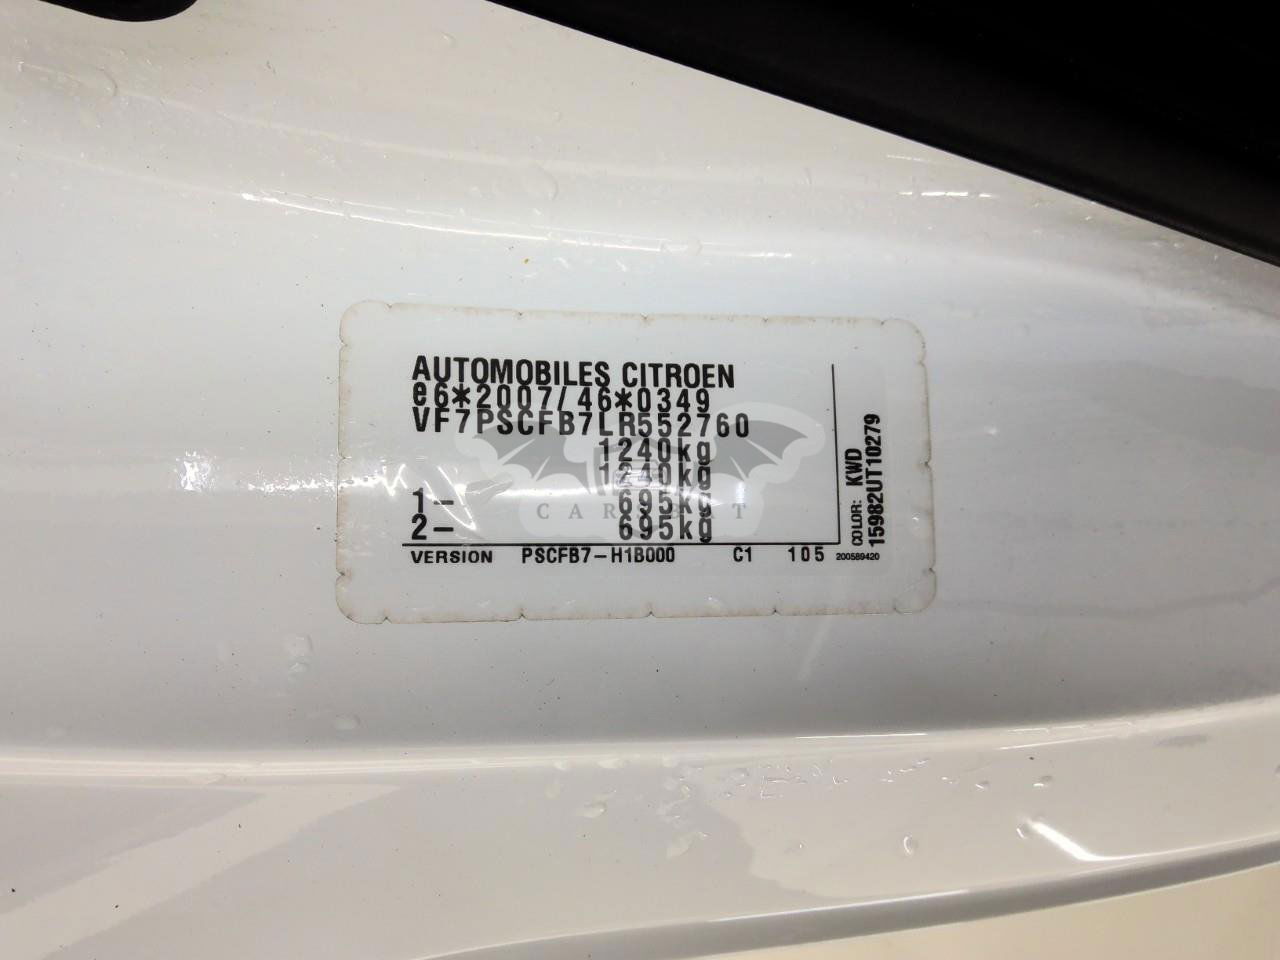 AUTOMOBILES CITROEN
e6*2007/46*0349
VF7PSCFB7LR552760
1240kg
1240kg
1- 695kg
2- 695kg
VERSION PSCFB7-H1B000 C1 105
COLOR: KWD
15982UT10279
200589420
CARBAT